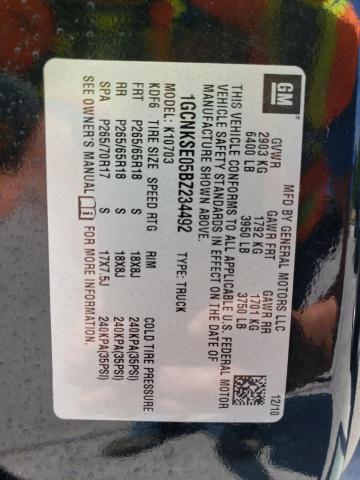 GM
MFD BY GENERAL MOTORS LLC 12/10
GVWR GAWR FRT GAWR RR
2903 KG 1792 KG 1701 KG
6400 LB 3950 LB 3750 LB
THIS VEHICLE CONFORMS TO ALL APPLICABLE U.S. FEDERAL MOTOR
VEHICLE SAFETY STANDARDS IN EFFECT ON THE DATE OF
MANUFACTURE SHOWN ABOVE.
1GCNKSE05BZ234492 TYPE: TRUCK
MODEL: K10703
KDF6 TIRE SIZE SPEED RTG RIM COLD TIRE PRESSURE
FRT P265/65R18 S 18X8J 240KPA(35PSI)
RR P265/65R18 S 18X8J 240KPA(35PSI)
SPA P265/70R17 S 17X7.5J 240KPA(35PSI)
SEE OWNER'S MANUAL FOR MORE INFORMATION.